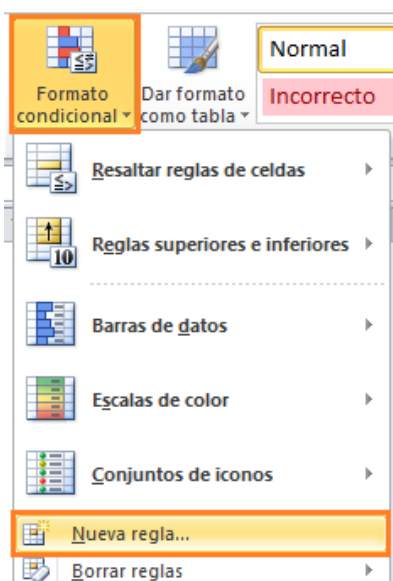 Normal
Formato condicional
Dar formato como tabla
Incorrecto
Resaltar reglas de celdas
Reglas superiores e inferiores
10
Barras de datos
Escalas de color
Conjuntos de iconos
Nueva regla...
Borrar reglas